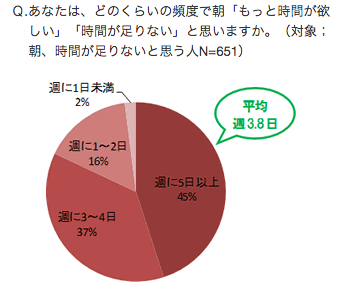 Q.あなたは、どのくらいの頻度で朝「もっと時間が欲
しい」「時間が足りない」と思いますか。（対象；
朝、時間が足りないと思う人N=651）
週に1日未満
2%
平均
週3.8日
週に1～2日
16%
週に5日以上
45%
週に3～4日
37%